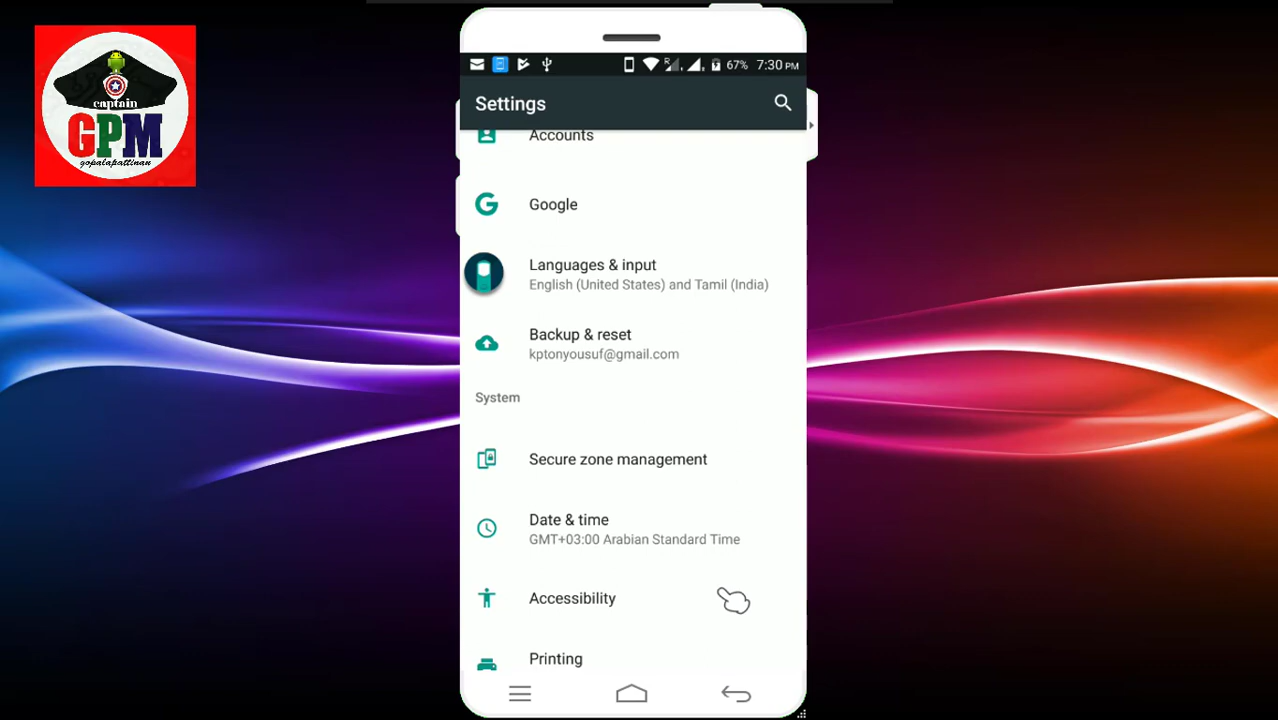 captain
GPM
gopalapattinam
R
67%
7:30 PM
Settings
Accounts
Google
Languages & input
English (United States) and Tamil (India)
Backup & reset
kptonyousuf@gmail.com
System
Secure zone management
Date & time
GMT+03:00 Arabian Standard Time
Accessibility
Printing